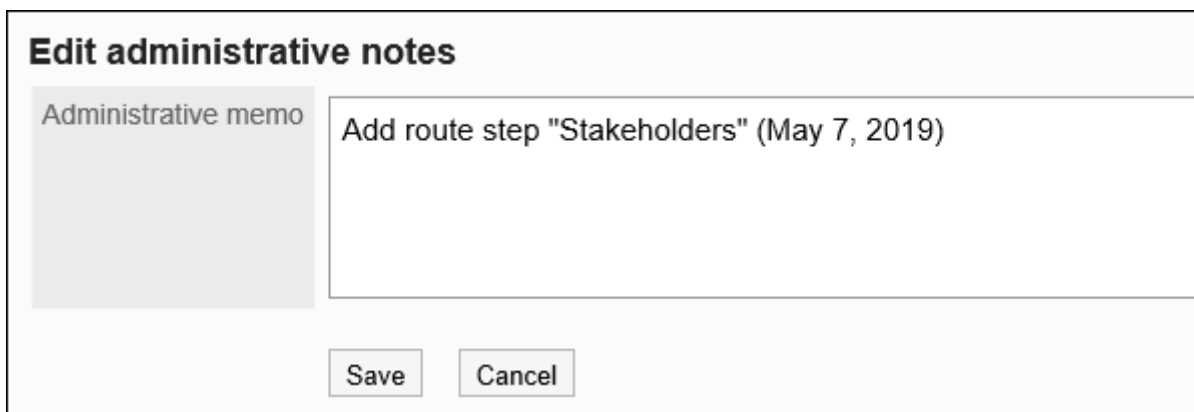 Edit administrative notes
Administrative memo
Add route step "Stakeholders" (May 7, 2019)
Save
Cancel